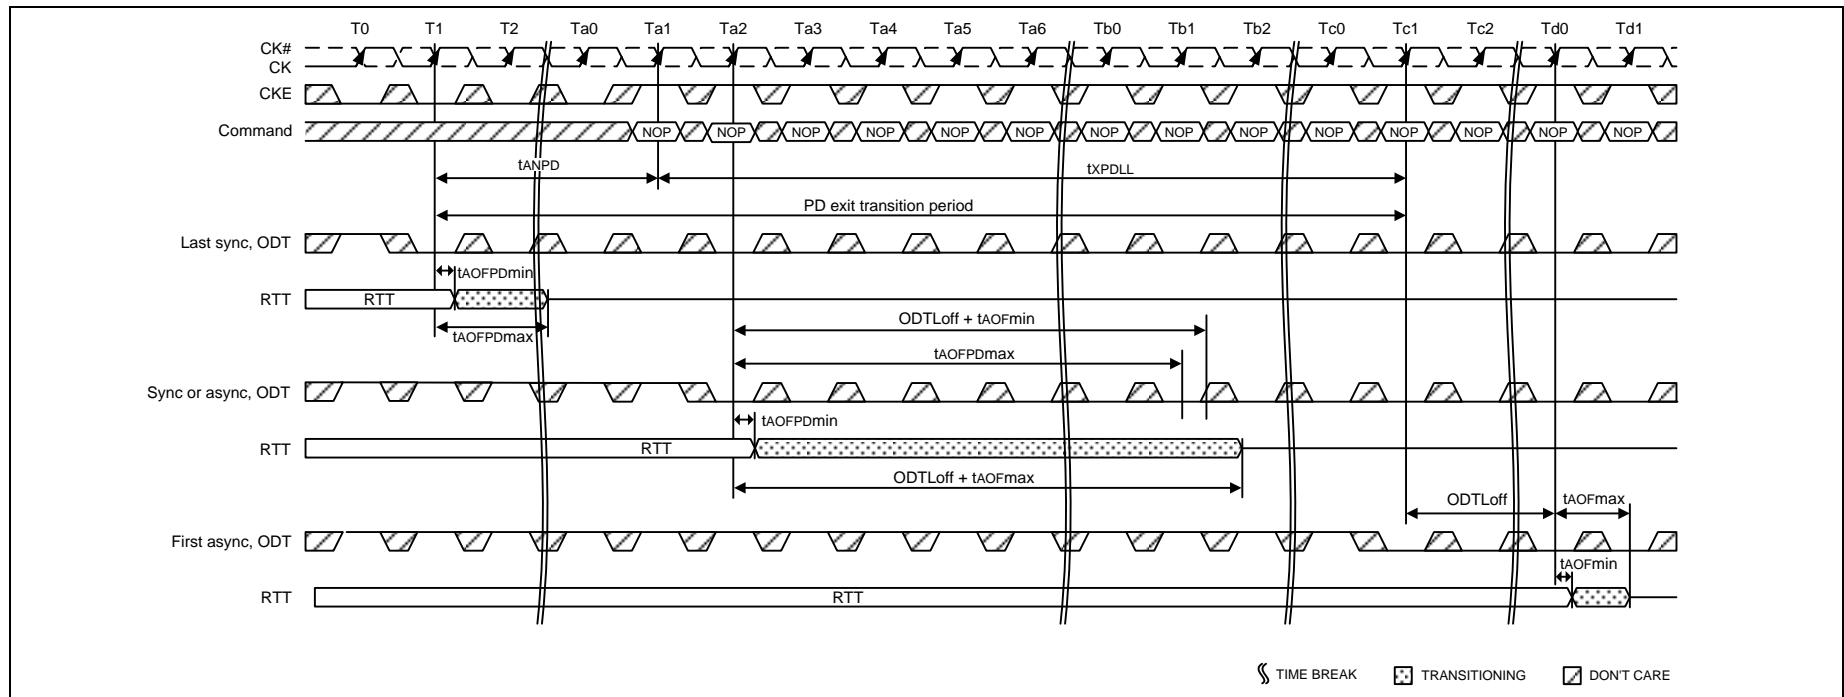 T0 T1 T2 Ta0 Ta1 Ta2 Ta3 Ta4 Ta5 Ta6 Tb0 Tb1 Tb2 Tc0 Tc1 Tc2 Td0 Td1
CK#
CK
CKE
Command NOP NOP NOP NOP NOP NOP NOP NOP NOP NOP NOP NOP NOP NOP
tANPD tXPDLL
PD exit transition period
Last sync, ODT
tAOFPDmin
RTT RTT
tAOFPDmax
ODTLoff + tAOFmin
tAOFPDmax
Sync or async, ODT
tAOFPDmin
RTT RTT
ODTLoff + tAOFmax
ODTLoff tAOFmax
First async, ODT
tAOFmin
RTT RTT
TIME BREAK TRANSITIONING DON'T CARE